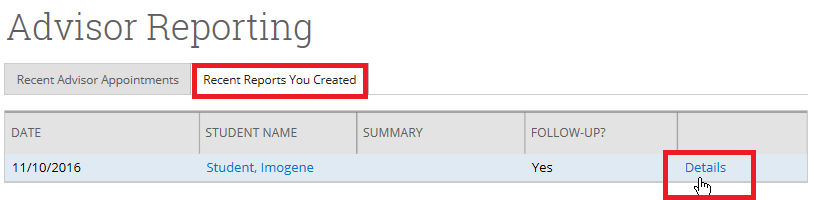 Advisor Reporting
Recent Advisor Appointments Recent Reports You Created
DATE STUDENT NAME SUMMARY FOLLOW-UP?
11/10/2016 Student, Imogene Yes Details